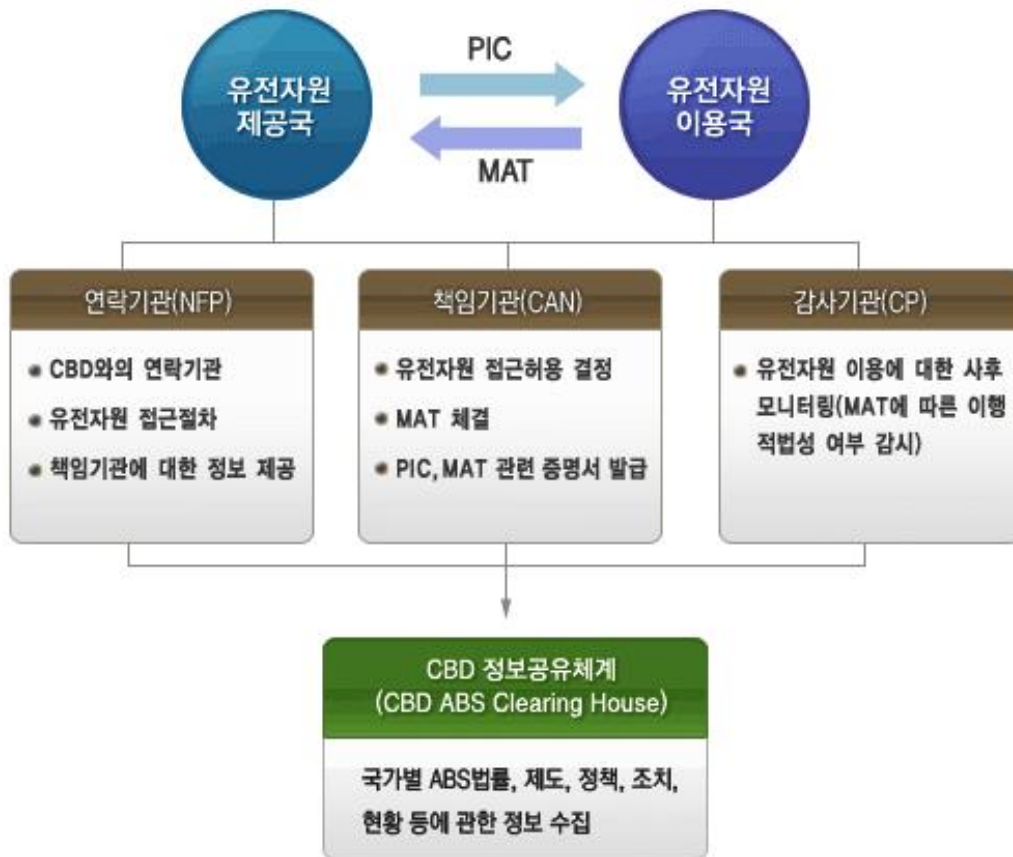 유전자원
제공국
PIC
MAT
유전자원
이용국
연락기관(NFP)
• CBD와의 연락기관
• 유전자원 접근절차
• 책임기관에 대한 정보 제공
책임기관(CAN)
• 유전자원 접근허용 결정
• MAT 체결
• PIC, MAT 관련 증명서 발급
감사기관(CP)
• 유전자원 이용에 대한 사후
모니터링(MAT에 따른 이행
적법성 여부 감시)
CBD 정보공유체계
(CBD ABS Clearing House)
국가별 ABS법률, 제도, 정책, 조치,
현황 등에 관한 정보 수집